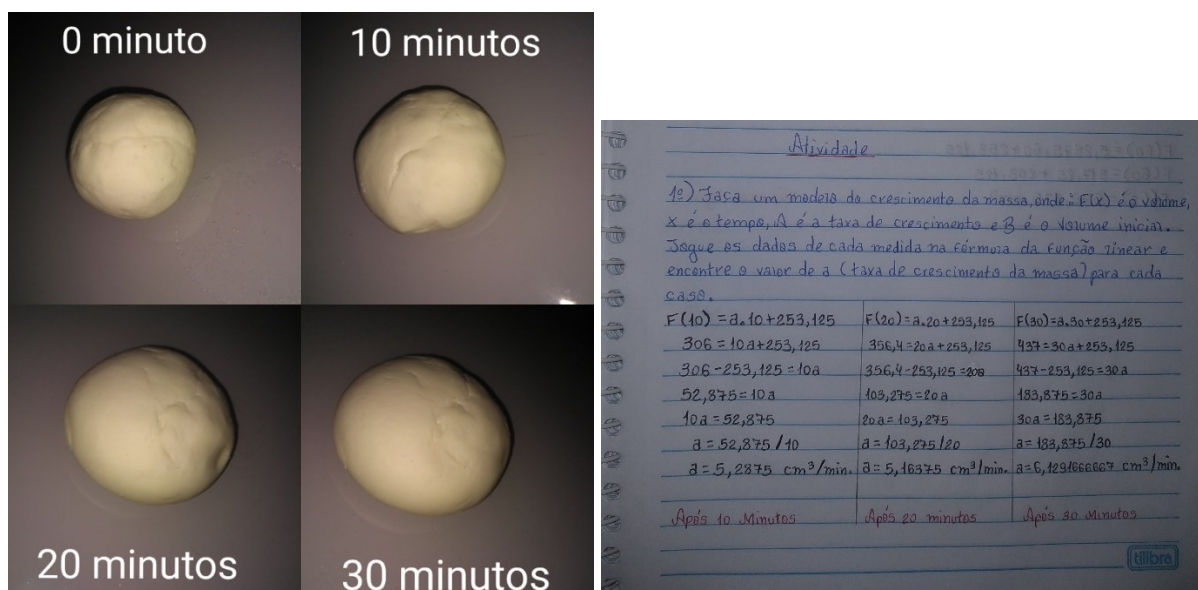 0 minuto
10 minutos
20 minutos
30 minutos
Atividade
1º) Faça um modelo do crescimento da massa, onde: F(x) é o volume,
x é o tempo, A é a taxa de crescimento e B é o volume inicial.
Jogue os dados de cada medida na fórmula da função linear e
encontre o valor de a (taxa de crescimento da massa) para cada
caso.
F(10) = a.10+253,125
306 = 10a+253,125
306-253,125=10a
52,875=10a
10a=52,875
a=52,875/10
a=5,2875 cm³/min.
Após 10 Minutos
F(20)=a.20+253,125
356,4=20a+253,125
356,4-253,125=20a
103,275=20a
20a=103,275
a=103,275/20
a=5,16375 cm³/min.
Após 20 minutos
F(30)=a.30+253,125
437=30a+253,125
437-253,125=30a
183,875=30a
30a=183,875
a=183,875/30
a=6,1291666667 cm³/min.
Após 30 Minutos
tilibra